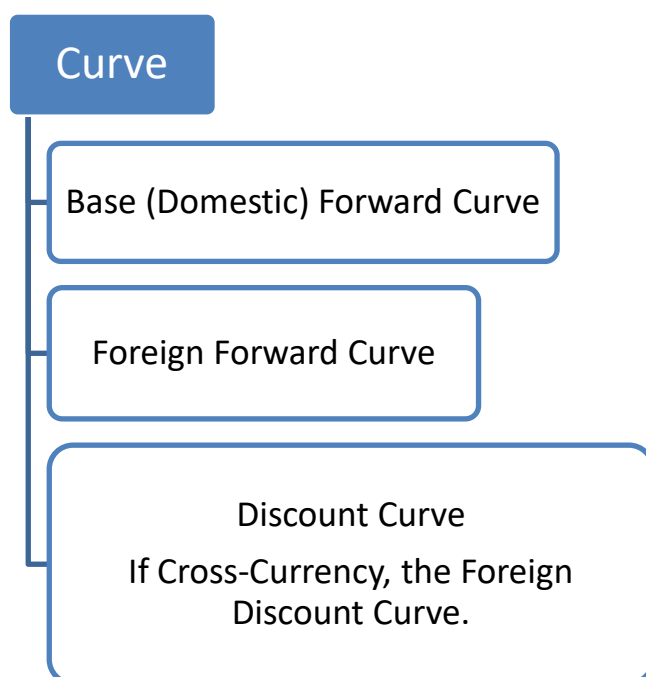 Curve
Base (Domestic) Forward Curve
Foreign Forward Curve
Discount Curve
If Cross-Currency, the Foreign
Discount Curve.